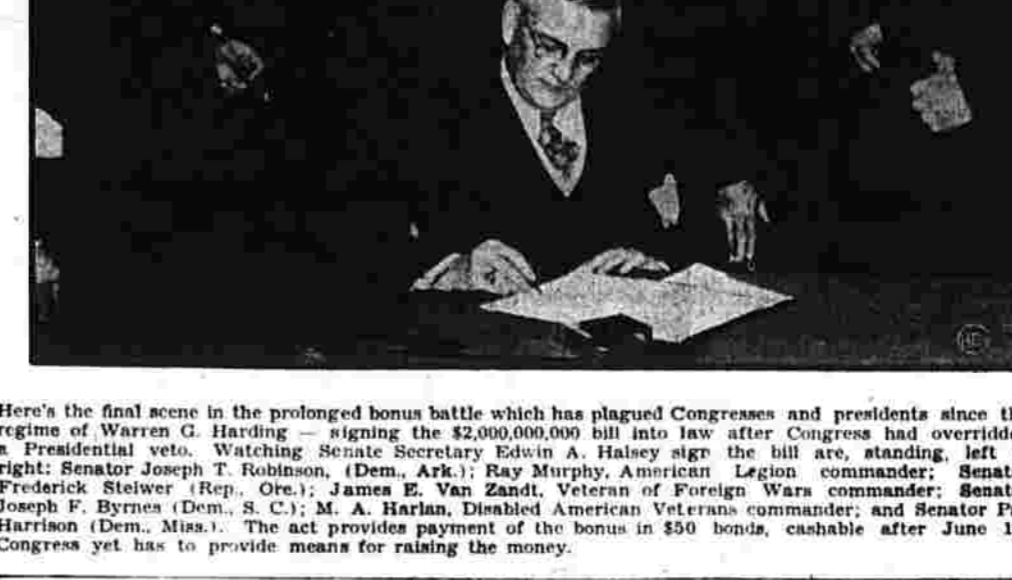 Here's the final scene in the prolonged bonus battle which has plagued Congresses and presidents since th
regime of Warren G. Harding — signing the $2,000,000,000 bill into law after Congress had overridde
a Presidential veto. Watching Senate Secretary Edwin A. Halsey sign the bill are, standing, left
right: Senator Joseph T. Robinson, (Dem., Ark.); Ray Murphy, American Legion commander; Senat
Frederick Steiwer (Rep., Ore.); James E. Van Zandt, Veteran of Foreign Wars commander; Senat
Joseph F. Byrnes (Dem., S. C.); M. A. Harlan, Disabled American Veterans commander; and Senator P
Harrison (Dem., Miss.). The act provides payment of the bonus in $50 bonds, cashable after June 1
Congress yet has to provide means for raising the money.